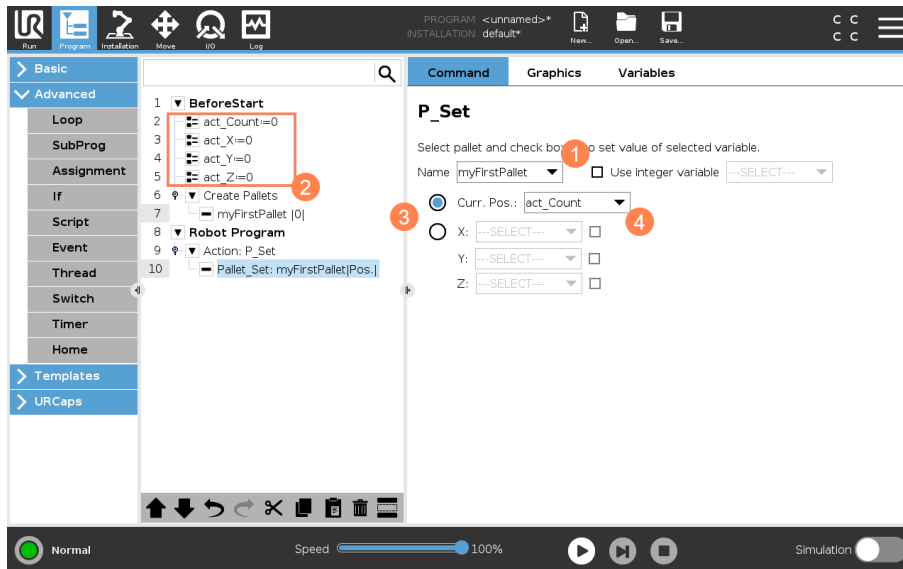 PROGRAM <unnamed>*
INSTALLATION default*
Run
Program
Installation
Move
I/O
Log
New...
Open...
Save...
C C
C C
Basic
Advanced
Loop
SubProg
Assignment
If
Script
Event
Thread
Switch
Timer
Home
Templates
URCaps
1 BeforeStart
2 act_Count≔0
3 act_X≔0
4 act_Y≔0
5 act_Z≔0
6 Create Pallets
7 myFirstPallet |0|
8 Robot Program
9 Action: P_Set
10 Pallet_Set: myFirstPallet|Pos.|
2
Command Graphics Variables
P_Set
Select pallet and check bo to set value of selected variable.
1
Name myFirstPallet Use integer variable ---SELECT---
3
Curr. Pos.: act_Count
4
X: ---SELECT---
Y: ---SELECT---
Z: ---SELECT---
Normal
Speed 100%
Simulation